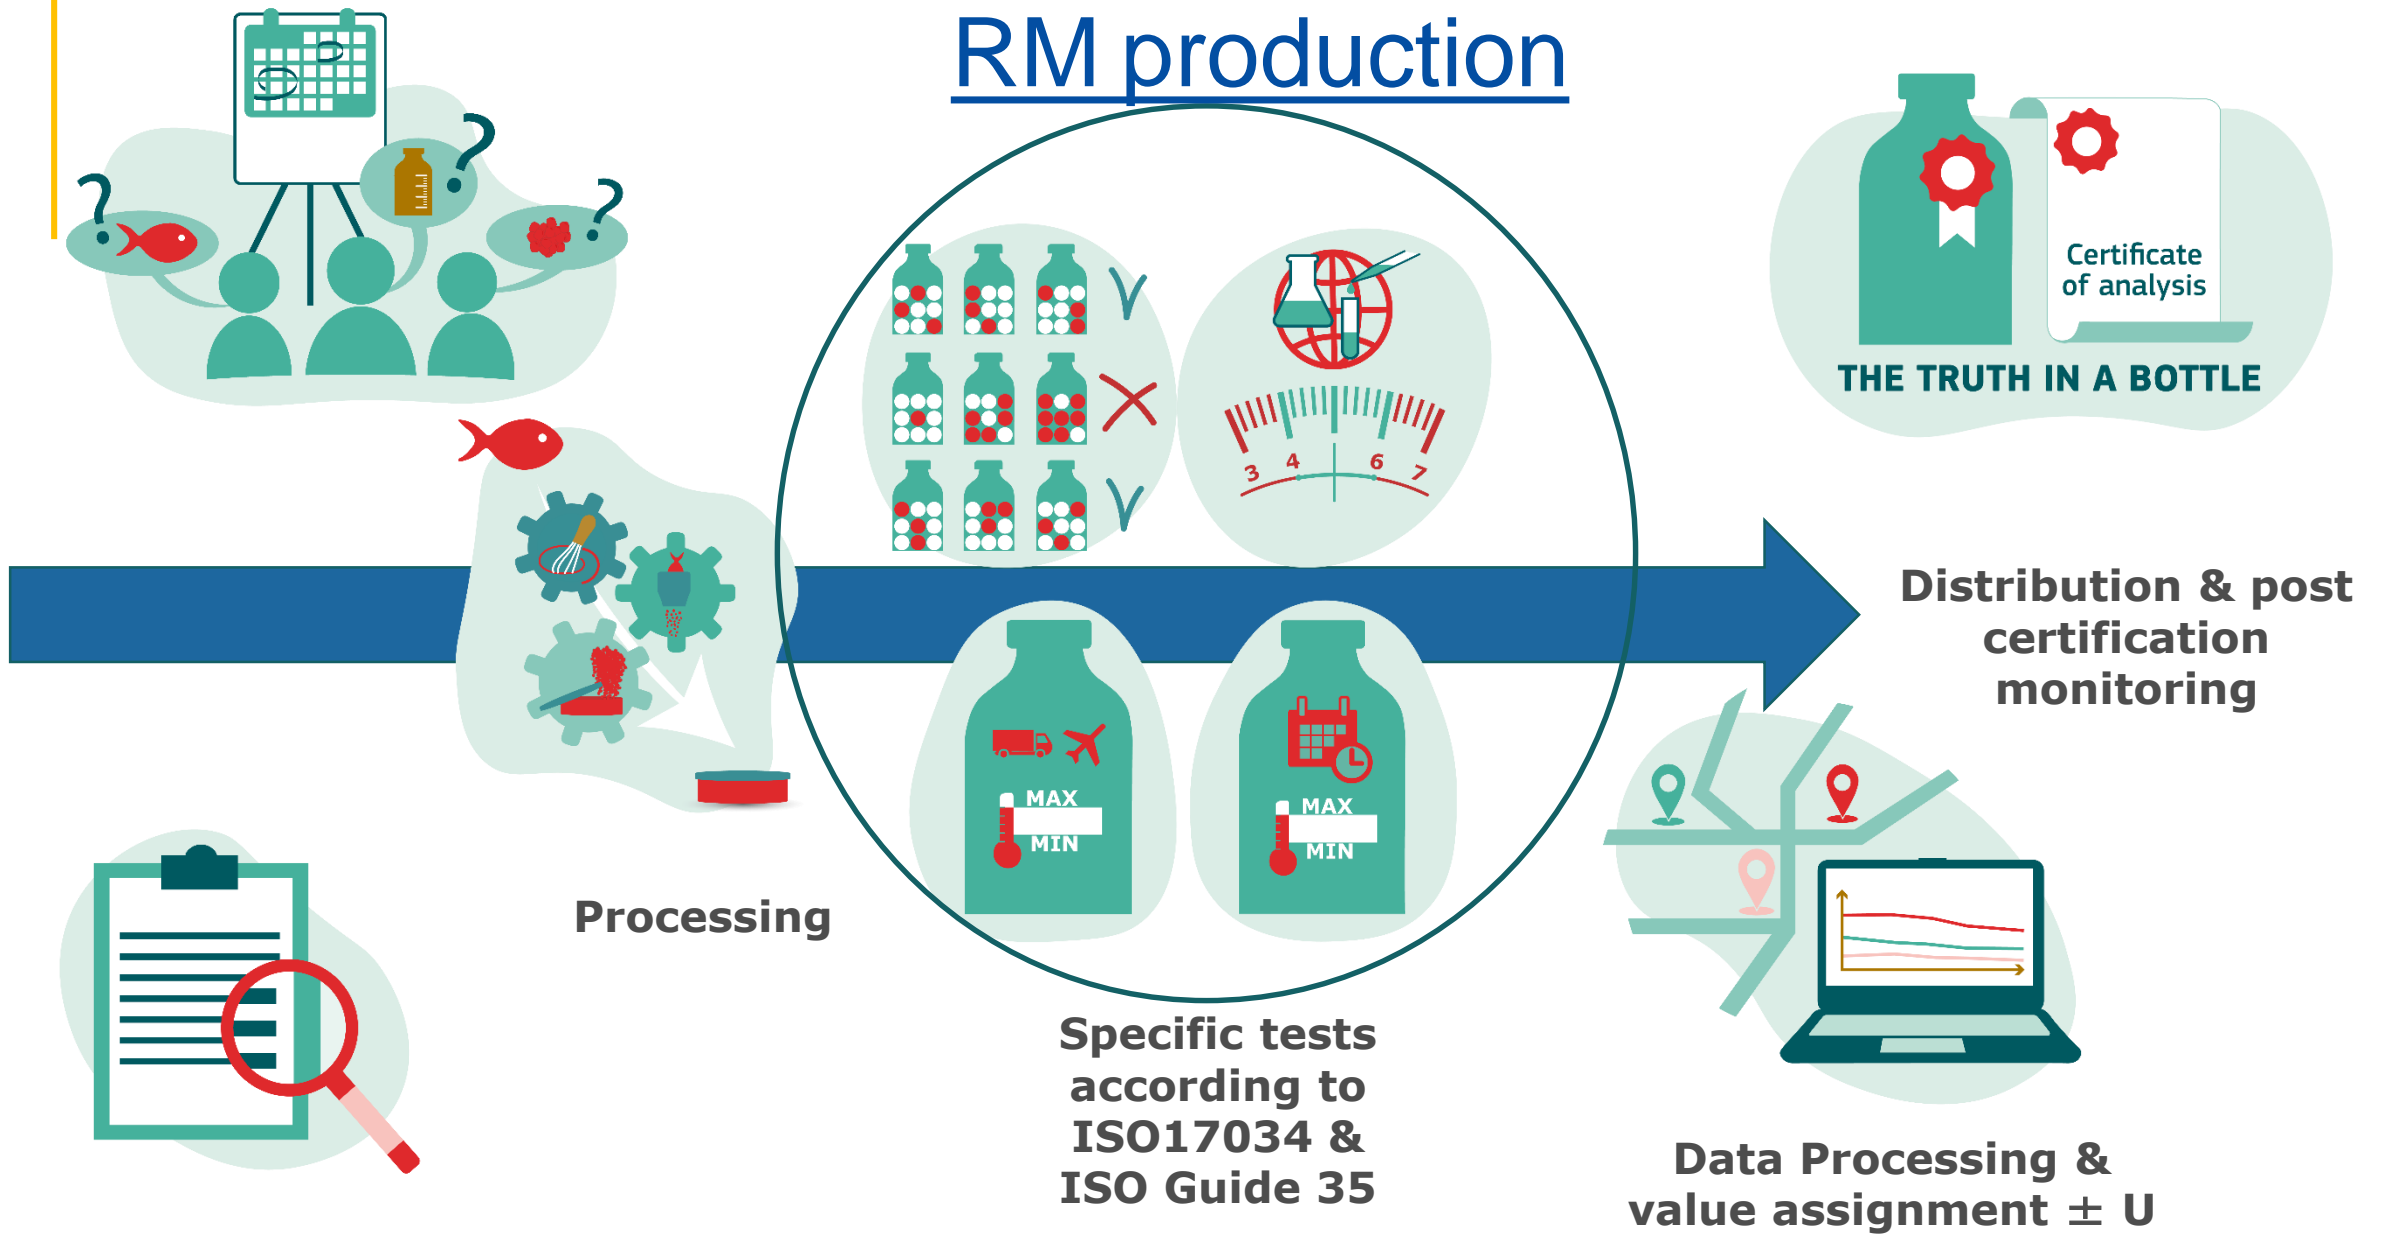 RM production
?
?
?
3 4 6 7
MAX
MIN
MAX
MIN
Certificate
of analysis
THE TRUTH IN A BOTTLE
Processing
Specific tests
according to
ISO17034 &
ISO Guide 35
Distribution & post
certification
monitoring
Data Processing &
value assignment ± U